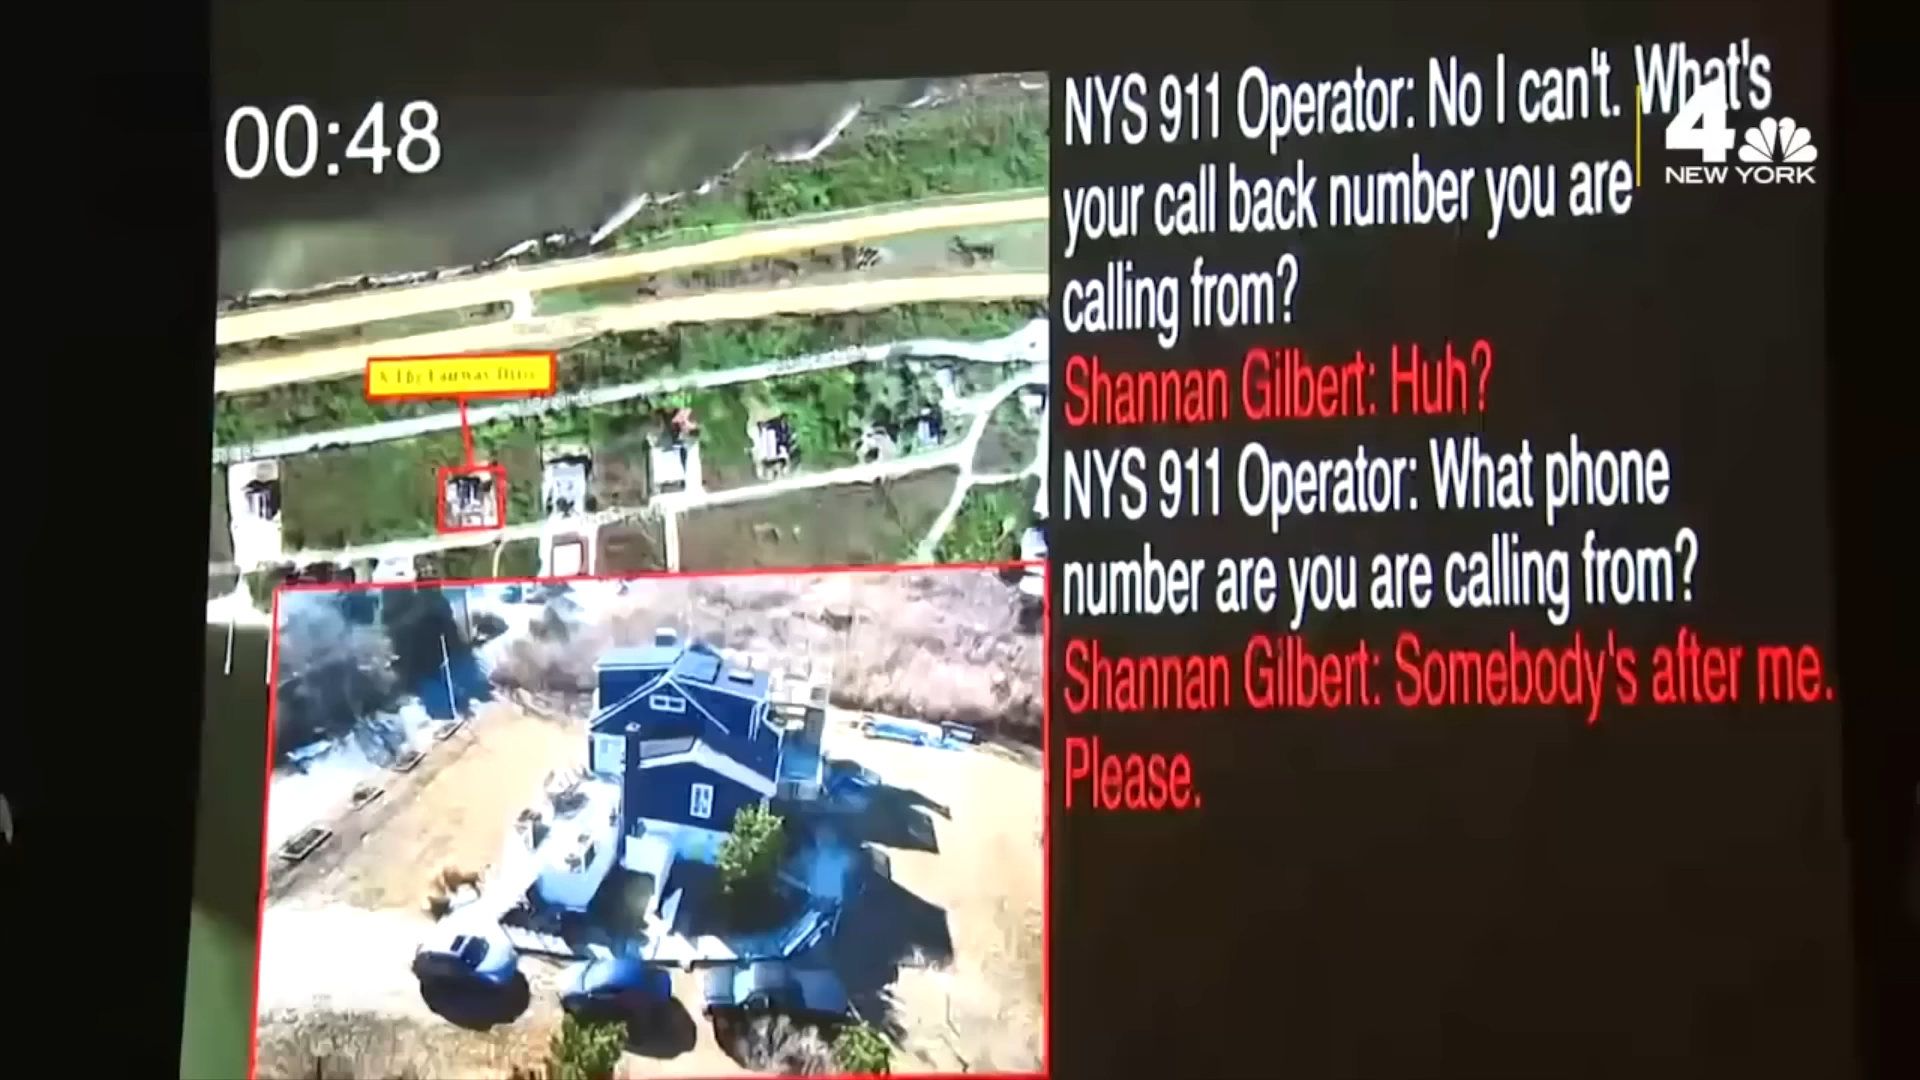 00:48
NYS 911 Operator: No I can't. What's
your call back number you are
calling from?
Shannan Gilbert: Huh?
NYS 911 Operator: What phone
number are you are calling from?
Shannan Gilbert: Somebody's after me.
Please.
4
NEW YORK
Fairway Drive